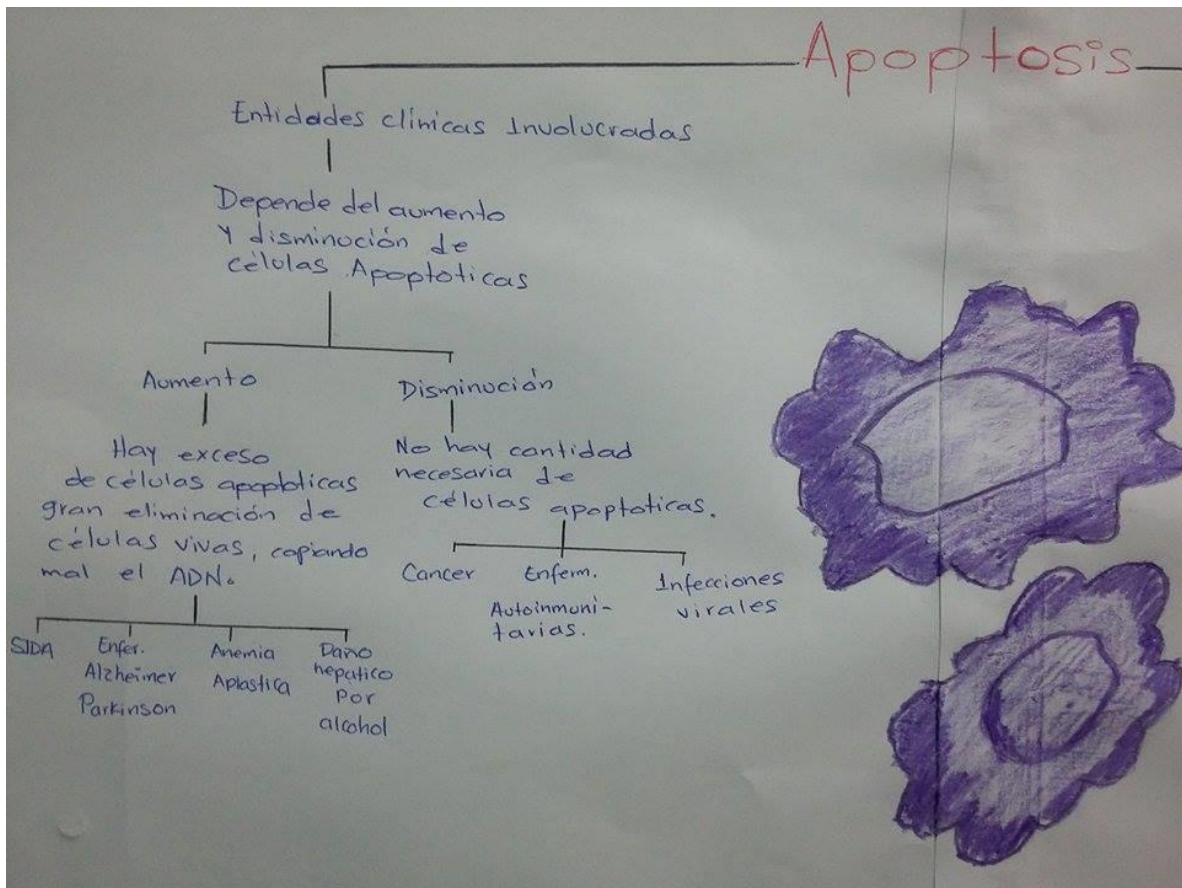 Apoptosis
Entidades clínicas Involucradas
Depende del aumento
Y disminución de
células Apoptoticas
Aumento
Hay exceso
de células apoptoticas
gran eliminación de
células vivas, copiando
mal el ADN.
SIDA
Enfer.
Alzheimer
Parkinson
Anemia
Aplastica
Daño
hepatico
Por
alcohol
Disminución
No hay cantidad
necesaria de
células apoptoticas.
Cancer
Enferm.
Autoinmuni-
tarias.
Infecciones
virales